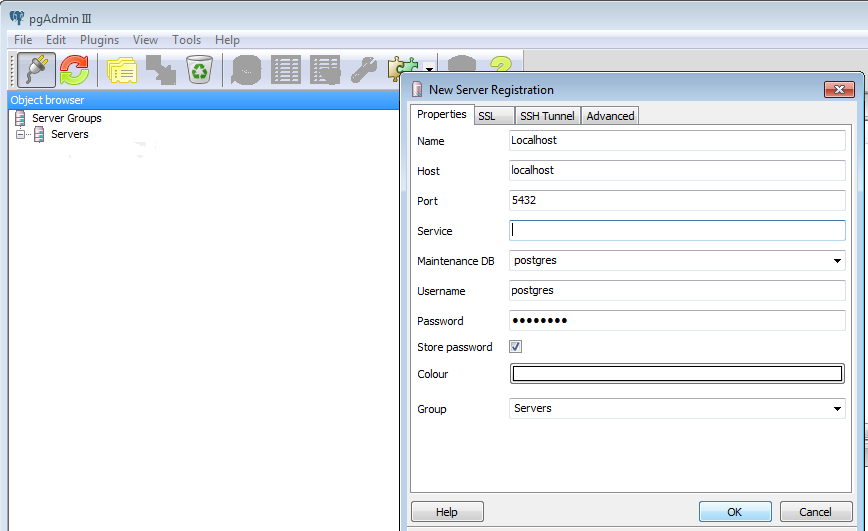 pgAdmin III
File Edit Plugins View Tools Help
Object browser
Server Groups
Servers
New Server Registration
Properties SSL SSH Tunnel Advanced
Name Localhost
Host localhost
Port 5432
Service
Maintenance DB postgres
Username postgres
Password ••••••••
Store password
Colour
Group Servers
Help OK Cancel